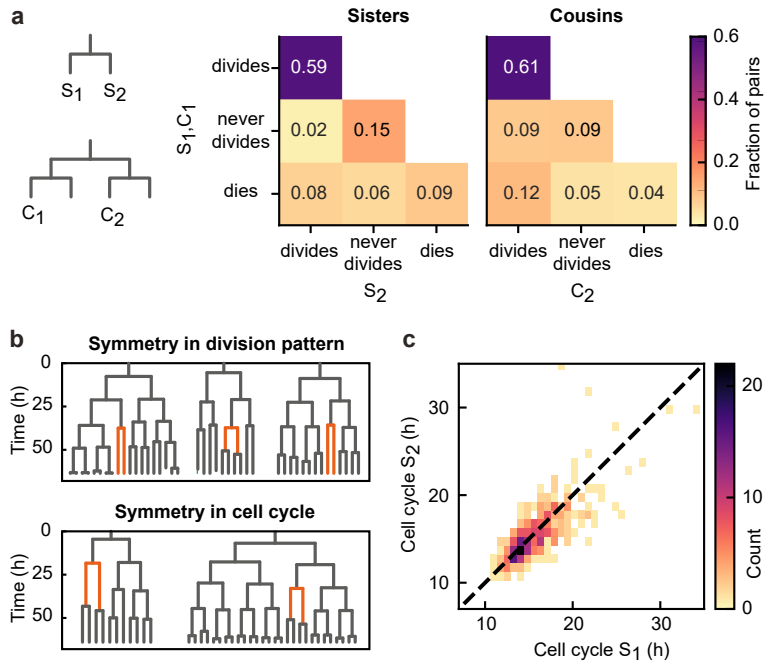 a
Sisters
Cousins
S1 S2
C1 C2
S1,C1
divides
never
divides
dies
0.59
0.02 0.15
0.08 0.06 0.09
divides never
divides dies
S2
0.61
0.09 0.09
0.12 0.05 0.04
divides never
divides dies
C2
0.6
0.4
0.2
0.0
Fraction of pairs
b
Symmetry in division pattern
Time (h)
0
25
50
Symmetry in cell cycle
Time (h)
0
25
50
c
Cell cycle S2 (h)
30
20
10
10 20 30
Cell cycle S1 (h)
20
10
0
Count